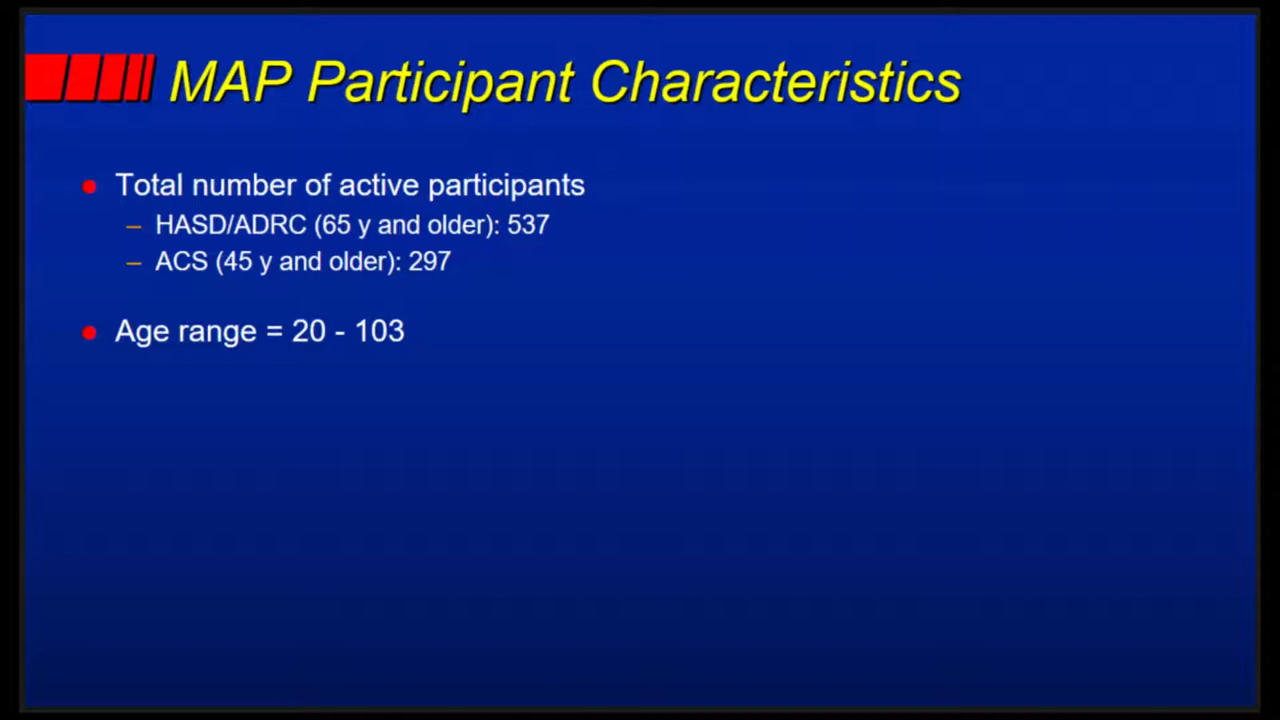 MAP Participant Characteristics
Total number of active participants
– HASD/ADRC (65 y and older): 537
– ACS (45 y and older): 297
Age range = 20 - 103